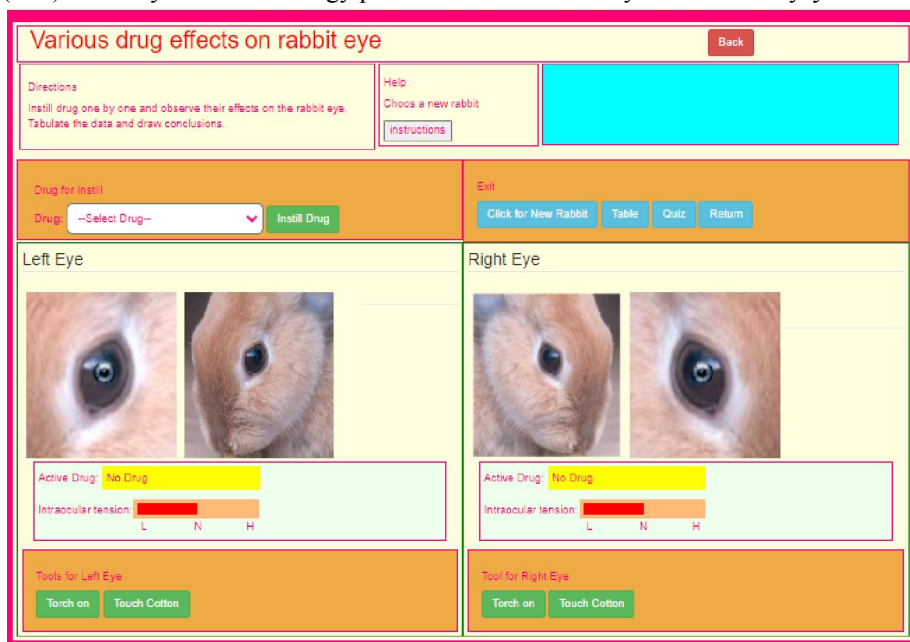 Various drug effects on rabbit eye
Back
Directions
Instill drug one by one and observe their effects on the rabbit eye.
Tabulate the data and draw conclusions.
Help
Choos a new rabbit
instructions
Drug for Instill
Drug: --Select Drug-- Instill Drug
Exit
Click for New Rabbit Table Quiz Return
Left Eye
Active Drug: No Drug
Intraocular tension:
L N H
Tools for Left Eye
Torch on Touch Cotton
Right Eye
Active Drug: No Drug
Intraocular tension:
L N H
Tool for Right Eye
Torch on Touch Cotton